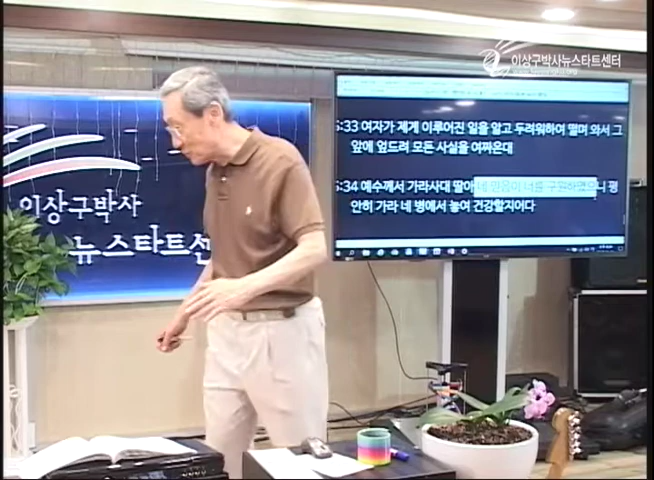 이상구박사뉴스타트센터
5:33 여자가 제게 이루어진 일을 알고 두려워하여 떨며 와서 그
앞에 엎드려 모든 사실을 여쭈온대
5:34 예수께서 가라사대 딸아 네 믿음이 너를 구원하였으니 평
안히 가라 네 병에서 놓여 건강할지어다
이상구박사
뉴스타트센